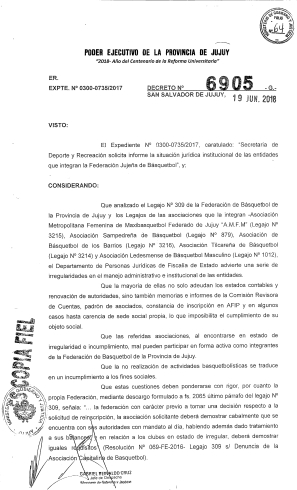 FOLIO
64
PODER EJECUTIVO DE LA PROVINCIA DE JUJUY
"2018- Año del Centenario de la Reforma Universitaria"
ER.
EXPTE. Nº 0300-0735/2017
DECRETO Nº 6905 -G.-
SAN SALVADOR DE JUJUY, 19 JUN. 2018
VISTO:
El Expediente Nº 0300-0735/2017, caratulado: "Secretaría de
Deporte y Recreación solicita informe la situación jurídica institucional de las entidades
que integran la Federación Jujeña de Básquetbol", y;
CONSIDERANDO:
Que analizado el Legajo Nº 309 de la Federación de Básquetbol de
la Provincia de Jujuy y los Legajos de las asociaciones que la integran -Asociación
Metropolitana Femenina de Maxibasquetbol Federado de Jujuy "A.M.F.M" (Legajo Nº
3215), Asociación Sampedreña de Básquetbol (Legajo Nº 879), Asociación de
Básquetbol de los Barrios (Legajo Nº 3216), Asociación Tilcareña de Básquetbol
(Legajo Nº 3214) y Asociación Ledesmense de Básquetbol Masculino (Legajo Nº 1012),
el Departamento de Personas Jurídicas de Fiscalía de Estado advierte una serie de
irregularidades en el manejo administrativo e institucional de las entidades.
Que la mayoría de ellas no solo adeudan los estados contables y
renovación de autoridades, sino también memorias e informes de la Comisión Revisora
de Cuentas, padrón de asociados, constancia de inscripción en AFIP y en algunos
casos hasta carencia de sede social propia, lo que imposibilita el cumplimiento de su
objeto social.
Que las referidas asociaciones, al encontrarse en estado de
irregularidad e incumplimiento, mal pueden participar en forma activa como integrantes
de la Federación de Basquetbol de la Provincia de Jujuy.
Que la no realización de actividades basquetbolísticas se traduce
en un incumplimiento a los fines sociales.
Que estas cuestiones deben ponderarse con rigor, por cuanto la
propia Federación, mediante descargo formulado a fs. 2065 último párrafo del legajo Nº
309, señala: "... la federación con carácter previo a tomar una decisión respecto a la
solicitud de reinscripción, la asociación solicitante deberá demostrar cabalmente que se
encuentra con sus autoridades con mandato al día, habiendo además dado tratamiento
a sus balances, en relación a los clubes en estado irregular, deberá demostrar
iguales requisitos (Resolución Nº 069-FE-2016- Legajo 309 s/ Denuncia de la
Asociación Capitalina de Basquetbol).
ES COPIA FIEL
GABRIEL REINALDO CRUZ